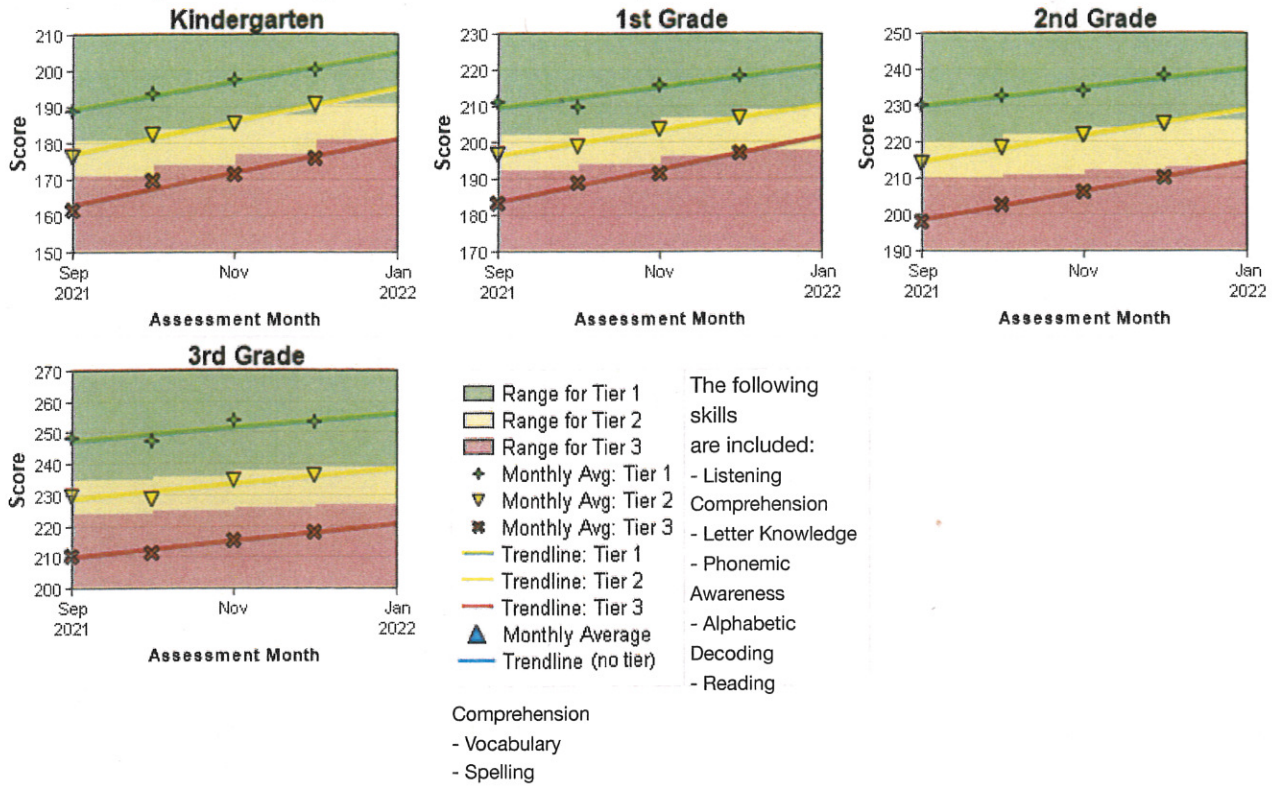 Kindergarten
210
200
190
180
170
160
150
Score
Sep
2021
Nov
Jan
2022
Assessment Month
1st Grade
230
220
210
200
190
180
170
Score
Sep
2021
Nov
Jan
2022
Assessment Month
2nd Grade
250
240
230
220
210
200
190
Score
Sep
2021
Nov
Jan
2022
Assessment Month
3rd Grade
270
260
250
240
230
220
210
200
Score
Sep
2021
Nov
Jan
2022
Assessment Month
Range for Tier 1
Range for Tier 2
Range for Tier 3
Monthly Avg: Tier 1
Monthly Avg: Tier 2
Monthly Avg: Tier 3
Trendline: Tier 1
Trendline: Tier 2
Trendline: Tier 3
Monthly Average
Trendline (no tier)
The following
skills
are included:
- Listening
Comprehension
- Letter Knowledge
- Phonemic
Awareness
- Alphabetic
Decoding
- Reading
Comprehension
- Vocabulary
- Spelling